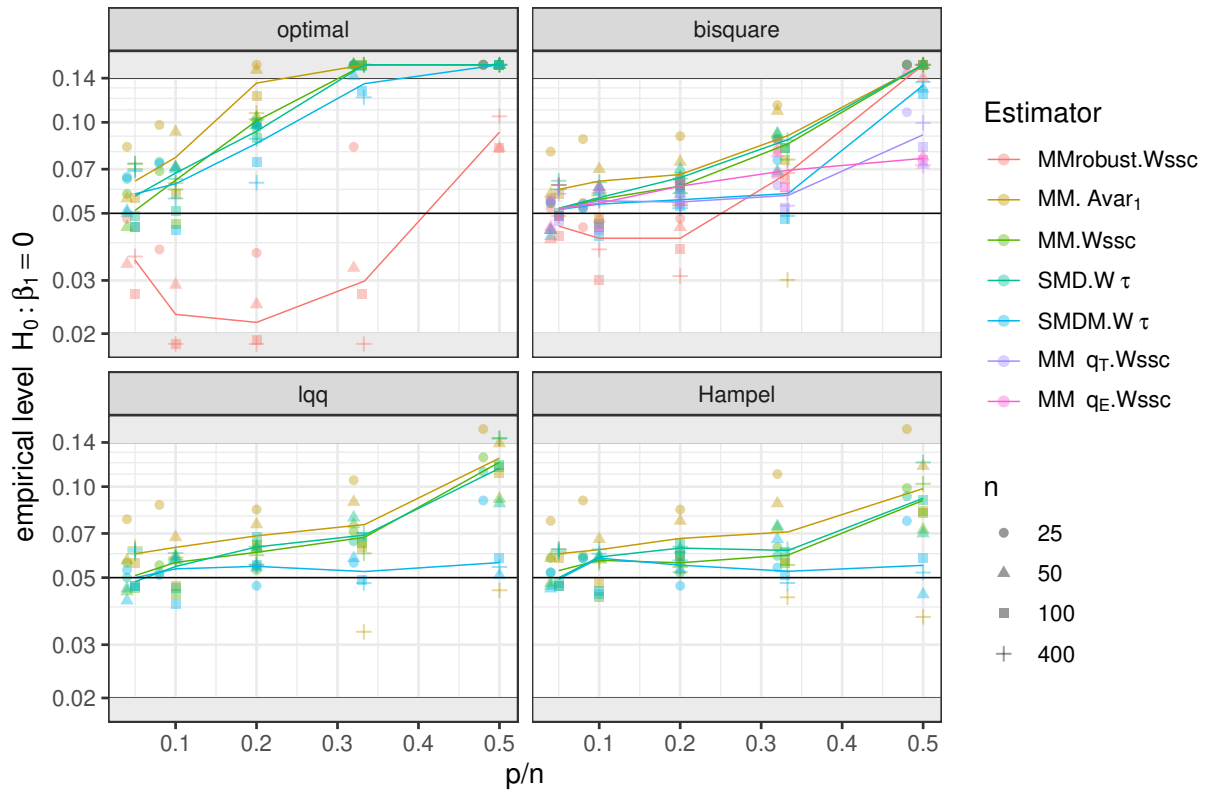 optimal
bisquare
0.14
0.10
0.07
0.05
0.03
0.02
lqq
Hampel
0.14
0.10
0.07
0.05
0.03
0.02
0.1 0.2 0.3 0.4 0.5
0.1 0.2 0.3 0.4 0.5
p/n
empirical level H₀ : β₁ = 0
Estimator
MMrobust.Wssc
MM. Avar₁
MM.Wssc
SMD.W τ
SMDM.W τ
MM qT.Wssc
MM qE.Wssc
n
25
50
100
400